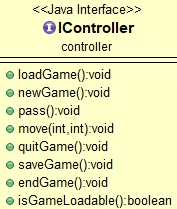 <<Java Interface>>
IController
controller
loadGame():void
newGame():void
pass():void
move(int,int):void
quitGame():void
saveGame():void
endGame():void
isGameLoadable():boolean